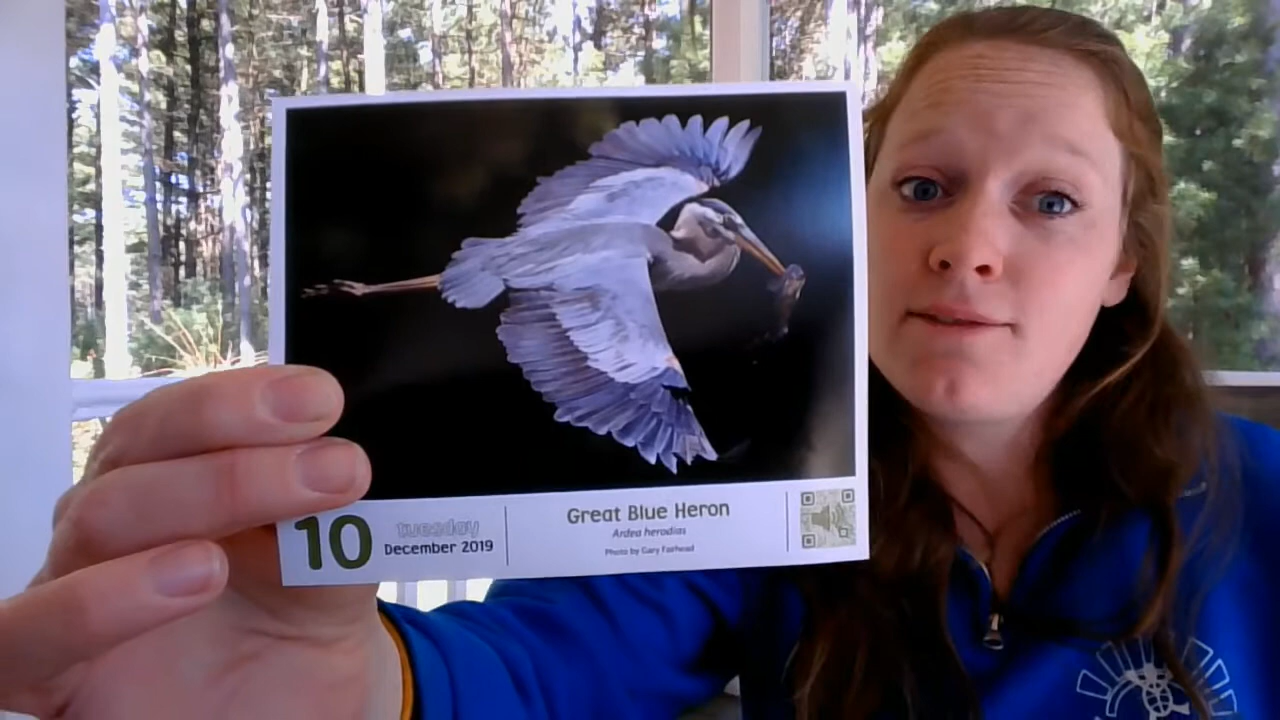 10
tuesday
December 2019
Great Blue Heron
Ardea herodias
Photo by Gary Fairhead